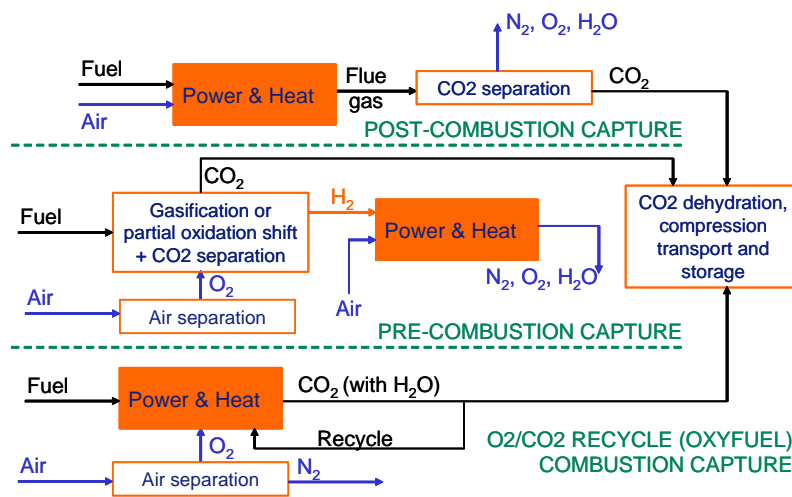 N₂, O₂, H₂O
Fuel
Power & Heat
Flue
gas
CO2 separation
CO₂
Air
POST-COMBUSTION CAPTURE
CO₂
Fuel
Gasification or
partial oxidation shift
+ CO2 separation
H₂
Power & Heat
CO2 dehydration,
compression
transport and
storage
O₂
Air
Air separation
Air
N₂, O₂, H₂O
PRE-COMBUSTION CAPTURE
Fuel
Power & Heat
CO₂ (with H₂O)
Recycle
O₂
Air
Air separation
N₂
O2/CO2 RECYCLE (OXYFUEL)
COMBUSTION CAPTURE